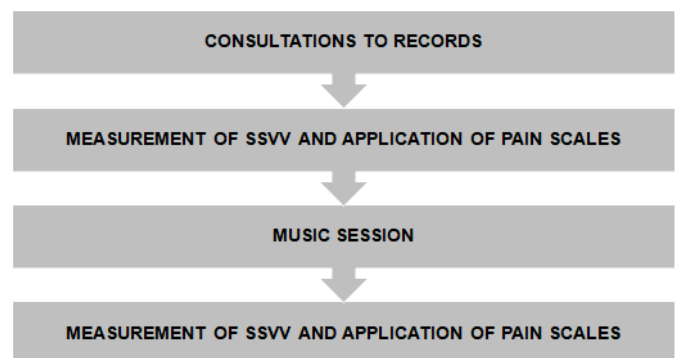 CONSULTATIONS TO RECORDS
MEASUREMENT OF SSVV AND APPLICATION OF PAIN SCALES
MUSIC SESSION
MEASUREMENT OF SSVV AND APPLICATION OF PAIN SCALES